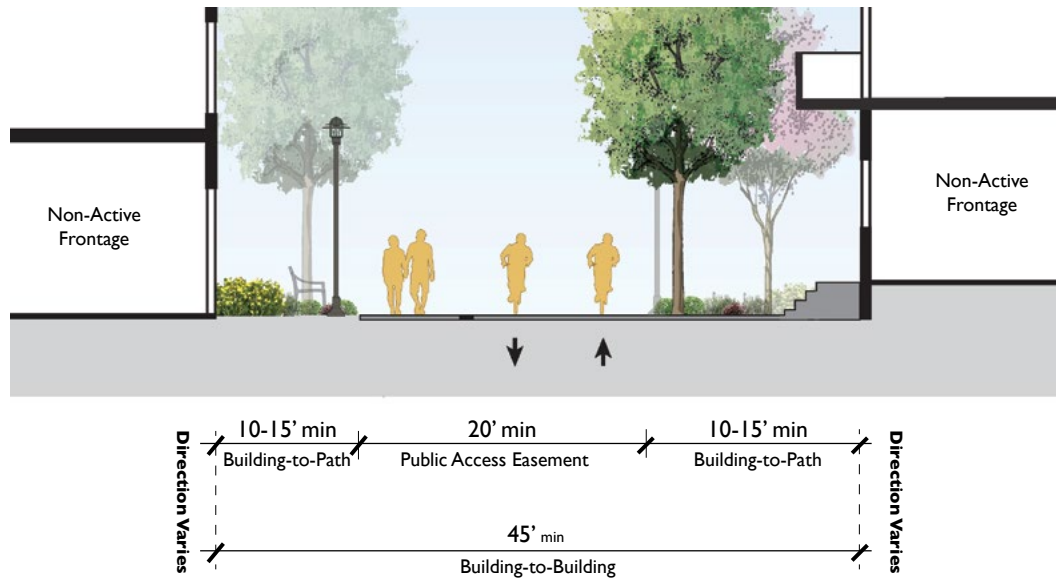 Non-Active
Frontage
Non-Active
Frontage
10-15’ min
20’ min
10-15’ min
Building-to-Path
Public Access Easement
Building-to-Path
Direction Varies
Direction Varies
45’ min
Building-to-Building